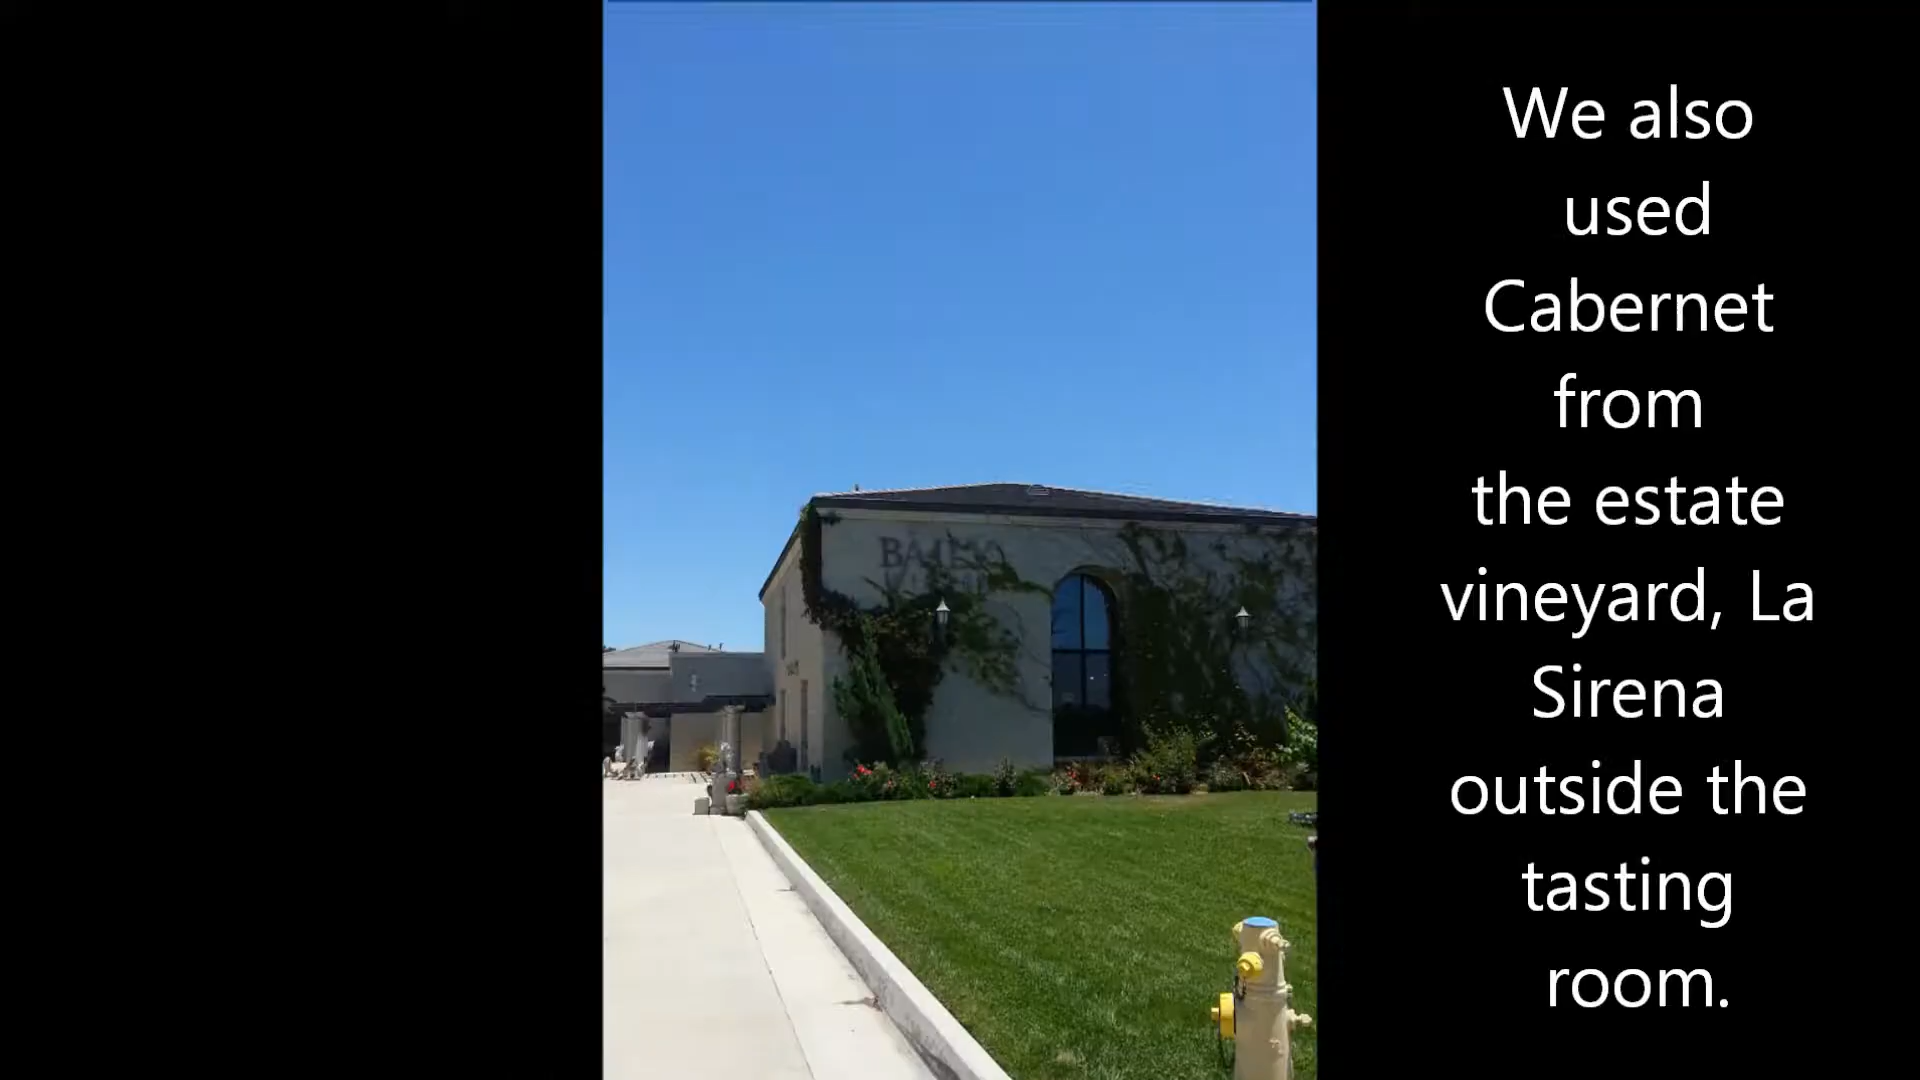 We also
used
Cabernet
from
the estate
vineyard, La
Sirena
outside the
tasting
room.